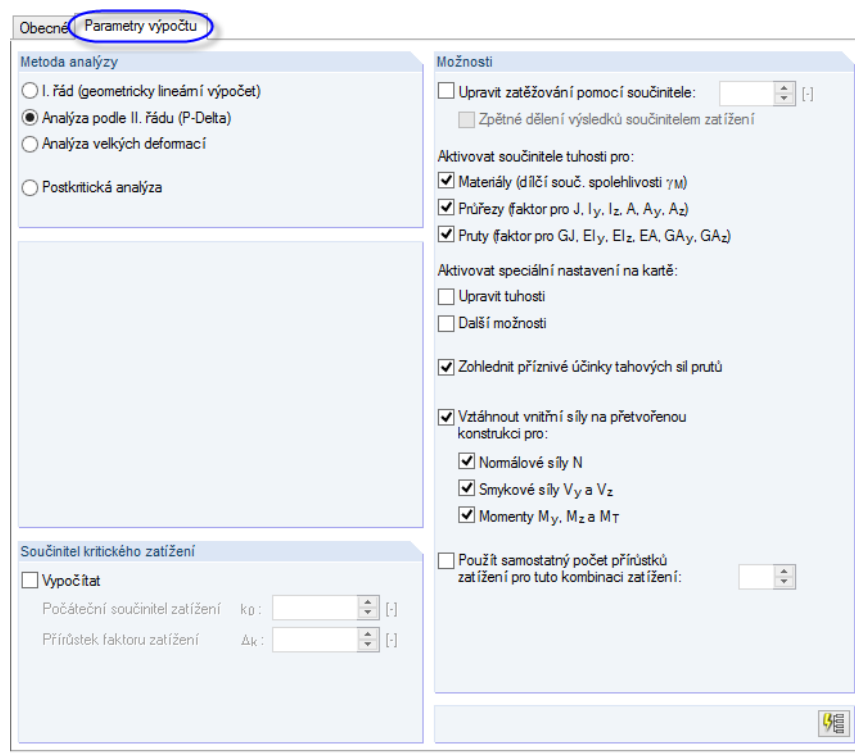 Obecné
Parametry výpočtu
Metoda analýzy
I. řád (geometricky lineární výpočet)
Analýza podle II. řádu (P-Delta)
Analýza velkých deformací
Postkritická analýza
Součinitel kritického zatížení
Vypočítat
Počáteční součinitel zatížení k0 : [-]
Přírůstek faktoru zatížení Δk : [-]
Možnosti
Upravit zatěžování pomocí součinitele: [-]
Zpětné dělení výsledků součinitelem zatížení
Aktivovat součinitele tuhosti pro:
Materiály (dílčí souč. spolehlivosti γM)
Průřezy (faktor pro J, Iy, Iz, A, Ay, Az)
Pruty (faktor pro GJ, EIy, EIz, EA, GAy, GAz)
Aktivovat speciální nastavení na kartě:
Upravit tuhosti
Další možnosti
Zohlednit příznivé účinky tahových sil prutů
Vztáhnout vnitřní síly na přetvořenou
konstrukci pro:
Normálové síly N
Smykové síly Vy a Vz
Momenty My, Mz a MT
Použít samostatný počet přírůstků
zatížení pro tuto kombinaci zatížení: